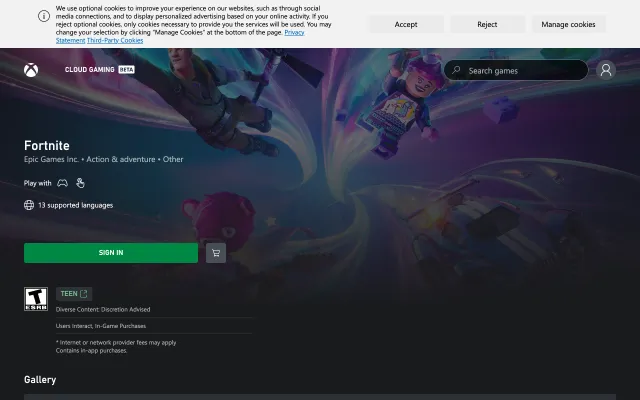 We use optional cookies to improve your experience on our websites, such as through social
media connections, and to display personalized advertising based on your online activity. If you
reject optional cookies, only cookies necessary to provide you the services will be used. You may
change your selection by clicking "Manage Cookies" at the bottom of the page. Privacy
Statement Third-Party Cookies
Accept
Reject
Manage cookies
CLOUD GAMING BETA
Search games
Fortnite
Epic Games Inc. • Action & adventure • Other
Play with
13 supported languages
SIGN IN
T
ESRB
TEEN
Diverse Content: Discretion Advised
Users Interact, In-Game Purchases
* Internet or network provider fees may apply
Contains in-app purchases.
Gallery